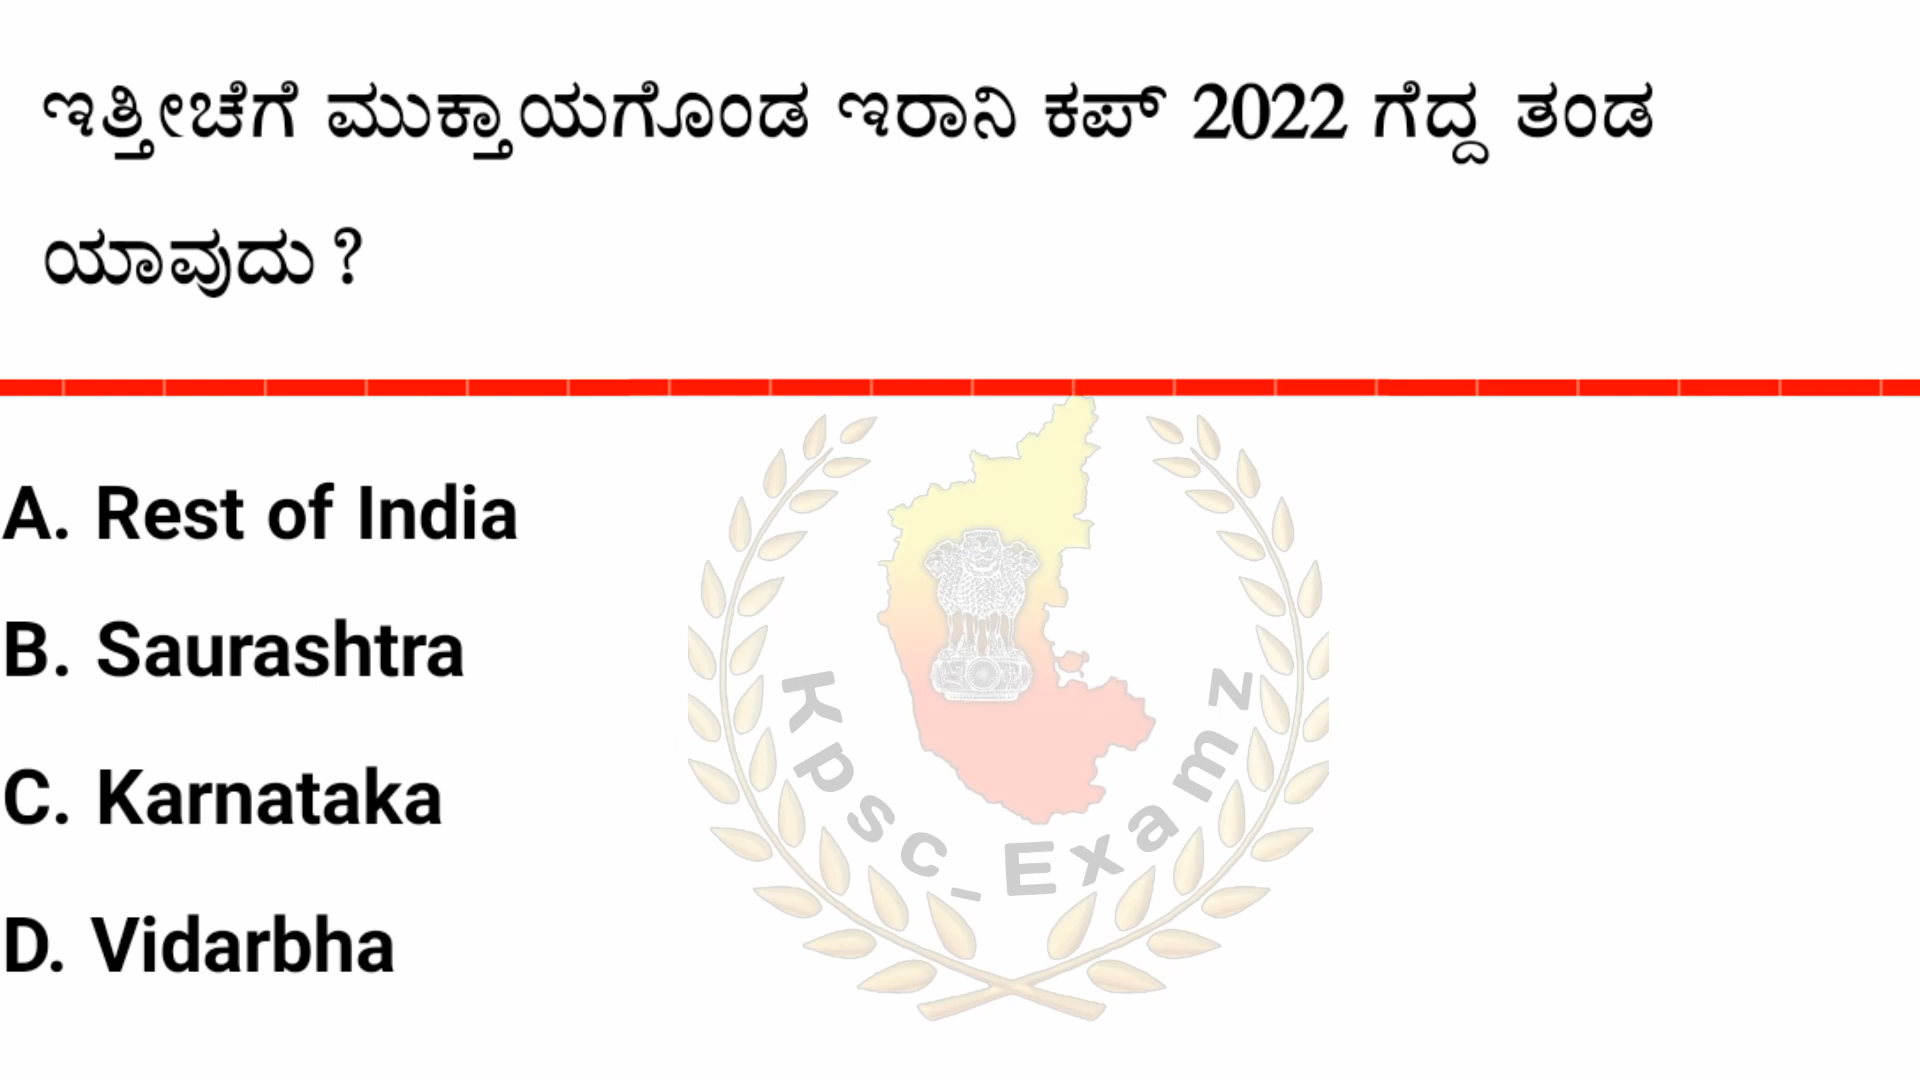 ಇತ್ತೀಚೆಗೆ ಮುಕ್ತಾಯಗೊಂಡ ಇರಾನಿ ಕಪ್ 2022 ಗೆದ್ದ ತಂಡ
ಯಾವುದು ?
A. Rest of India
B. Saurashtra
C. Karnataka
D. Vidarbha
Kpsc_Examz